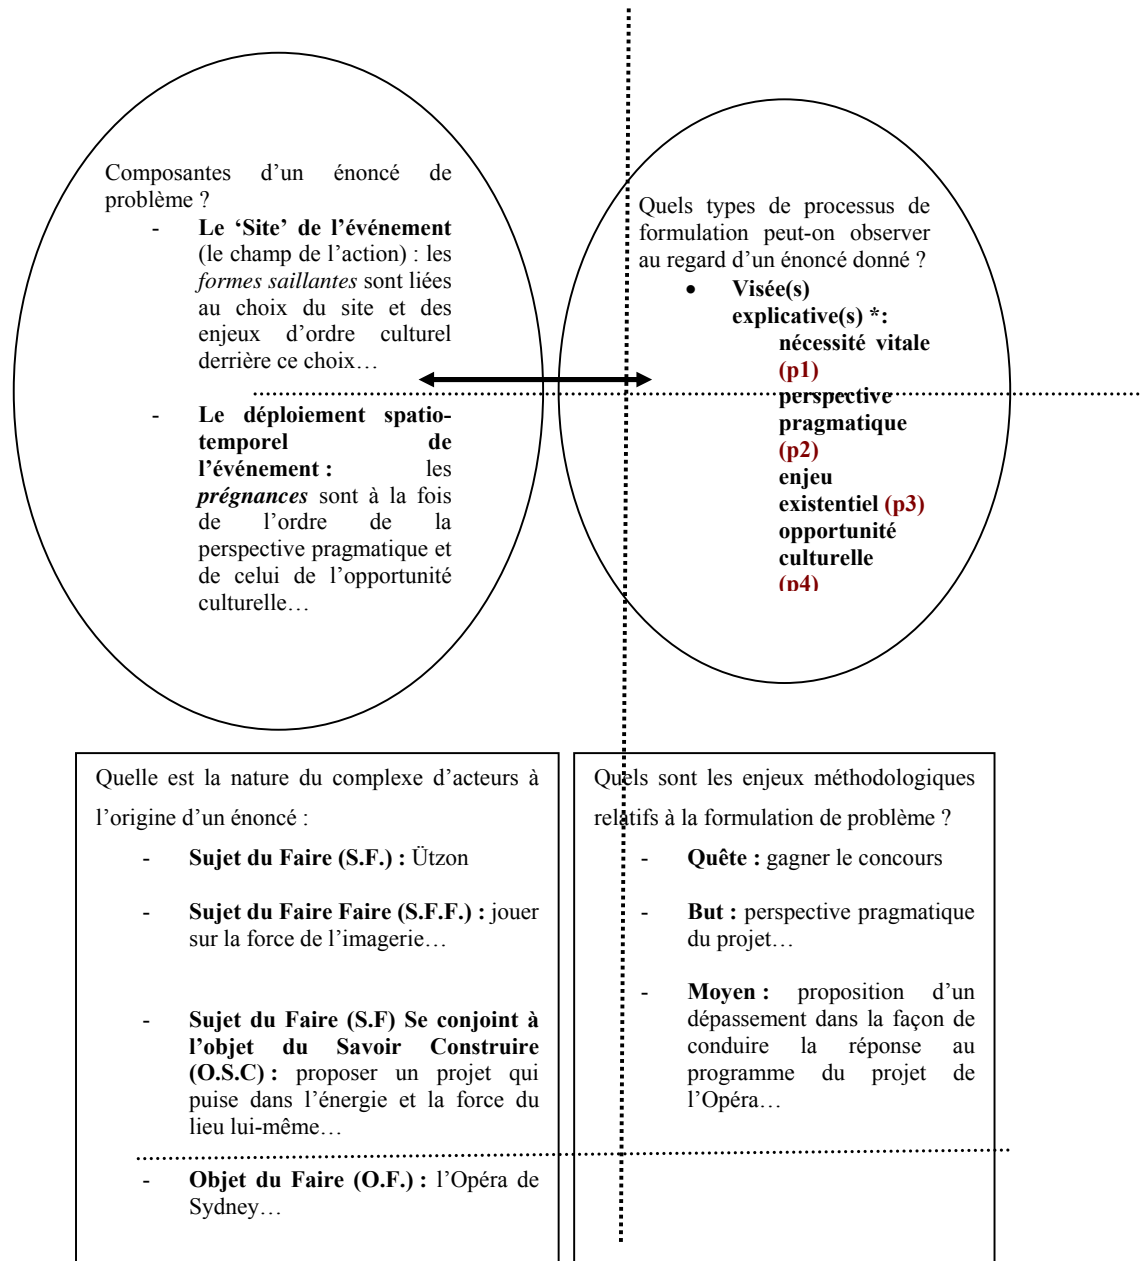 Composantes d’un énoncé de
problème ?
- Le ‘Site’ de l’événement
(le champ de l’action) : les
formes saillantes sont liées
au choix du site et des
enjeux d’ordre culturel
derrière ce choix…
- Le déploiement spatio-
temporel de
l’événement : les
prégnances sont à la fois
de l’ordre de la
perspective pragmatique et
de celui de l’opportunité
culturelle…
Quels types de processus de
formulation peut-on observer
au regard d’un énoncé donné ?
• Visée(s)
explicative(s) *:
nécessité vitale
(p1)
perspective
pragmatique
(p2)
enjeu
existentiel (p3)
opportunité
culturelle
(p4)
Quelle est la nature du complexe d’acteurs à
l’origine d’un énoncé :
- Sujet du Faire (S.F.) : Ützon
- Sujet du Faire Faire (S.F.F.) : jouer
sur la force de l’imagerie…
- Sujet du Faire (S.F) Se conjoint à
l’objet du Savoir Construire
(O.S.C) : proposer un projet qui
puise dans l’énergie et la force du
lieu lui-même…
- Objet du Faire (O.F.) : l’Opéra de
Sydney…
Quels sont les enjeux méthodologiques
relatifs à la formulation de problème ?
- Quête : gagner le concours
- But : perspective pragmatique
du projet…
- Moyen : proposition d’un
dépassement dans la façon de
conduire la réponse au
programme du projet de
l’Opéra…